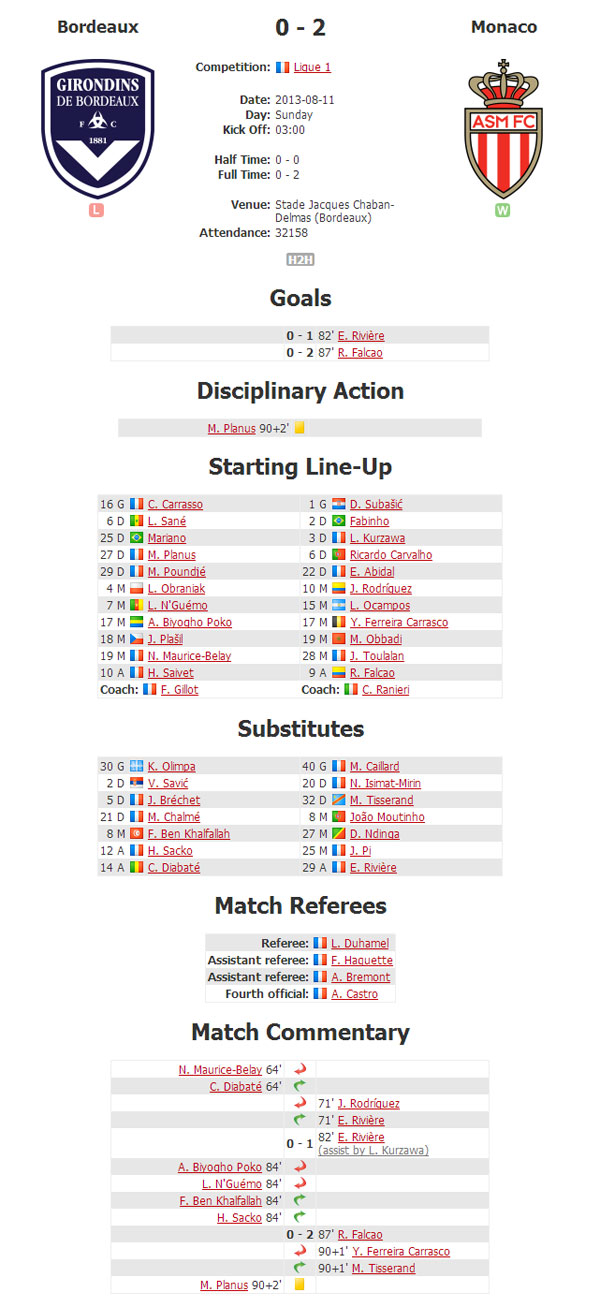 Bordeaux 0 - 2 Monaco
GIRONDINS
DE BORDEAUX
F C
1881
ASM FC
L
W
Competition: Ligue 1
Date: 2013-08-11
Day: Sunday
Kick Off: 03:00
Half Time: 0 - 0
Full Time: 0 - 2
Venue: Stade Jacques Chaban-
Delmas (Bordeaux)
Attendance: 32158
H2H
Goals
0 - 1 82' E. Rivière
0 - 2 87' R. Falcao
Disciplinary Action
M. Planus 90+2'
Starting Line-Up
16 G C. Carrasso 1 G D. Subašić
6 D L. Sané 2 D Fabinho
25 D Mariano 3 D L. Kurzawa
27 D M. Planus 6 D Ricardo Carvalho
29 D M. Poundjé 22 D E. Abidal
4 M L. Obraniak 10 M J. Rodríguez
7 M L. N'Guémo 15 M L. Ocampos
17 M A. Biyogho Poko 17 M Y. Ferreira Carrasco
18 M J. Plašil 19 M M. Obbadi
19 M N. Maurice-Belay 28 M J. Toulalan
10 A H. Saivet 9 A R. Falcao
Coach: F. Gillot Coach: C. Ranieri
Substitutes
30 G K. Olimpa 40 G M. Caillard
2 D V. Savić 20 D N. Isimat-Mirin
5 D J. Bréchet 32 D M. Tisserand
21 D M. Chalmé 8 M João Moutinho
8 M F. Ben Khalfallah 27 M D. Ndinga
12 A H. Sacko 25 M J. Pi
14 A C. Diabaté 29 A E. Rivière
Match Referees
Referee: L. Duhamel
Assistant referee: F. Haquette
Assistant referee: A. Bremont
Fourth official: A. Castro
Match Commentary
N. Maurice-Belay 64'
C. Diabaté 64'
71' J. Rodríguez
71' E. Rivière
0 - 1 82' E. Rivière
(assist by L. Kurzawa)
A. Biyogho Poko 84'
L. N'Guémo 84'
F. Ben Khalfallah 84'
H. Sacko 84'
0 - 2 87' R. Falcao
90+1' Y. Ferreira Carrasco
90+1' M. Tisserand
M. Planus 90+2'